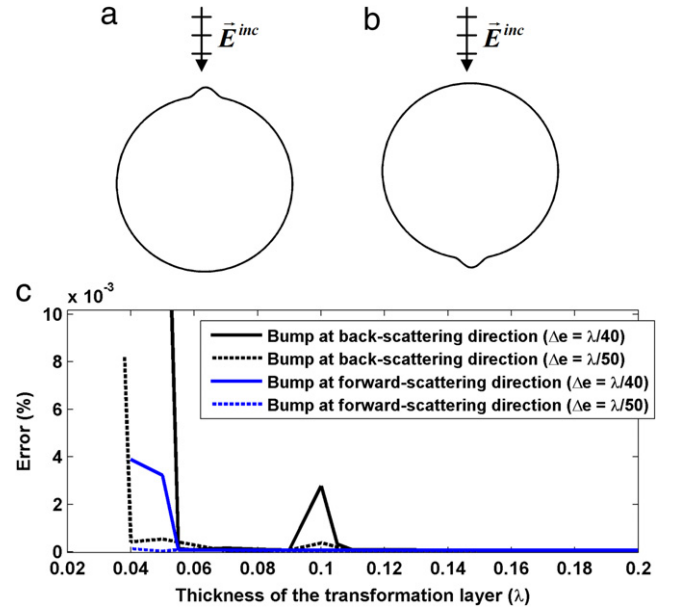 a
b
E⃗ inc
E⃗ inc
c
x 10⁻³
10
8
6
4
2
0
Error (%)
Bump at back-scattering direction (Δe = λ/40)
Bump at back-scattering direction (Δe = λ/50)
Bump at forward-scattering direction (Δe = λ/40)
Bump at forward-scattering direction (Δe = λ/50)
0.02 0.04 0.06 0.08 0.1 0.12 0.14 0.16 0.18 0.2
Thickness of the transformation layer (λ)